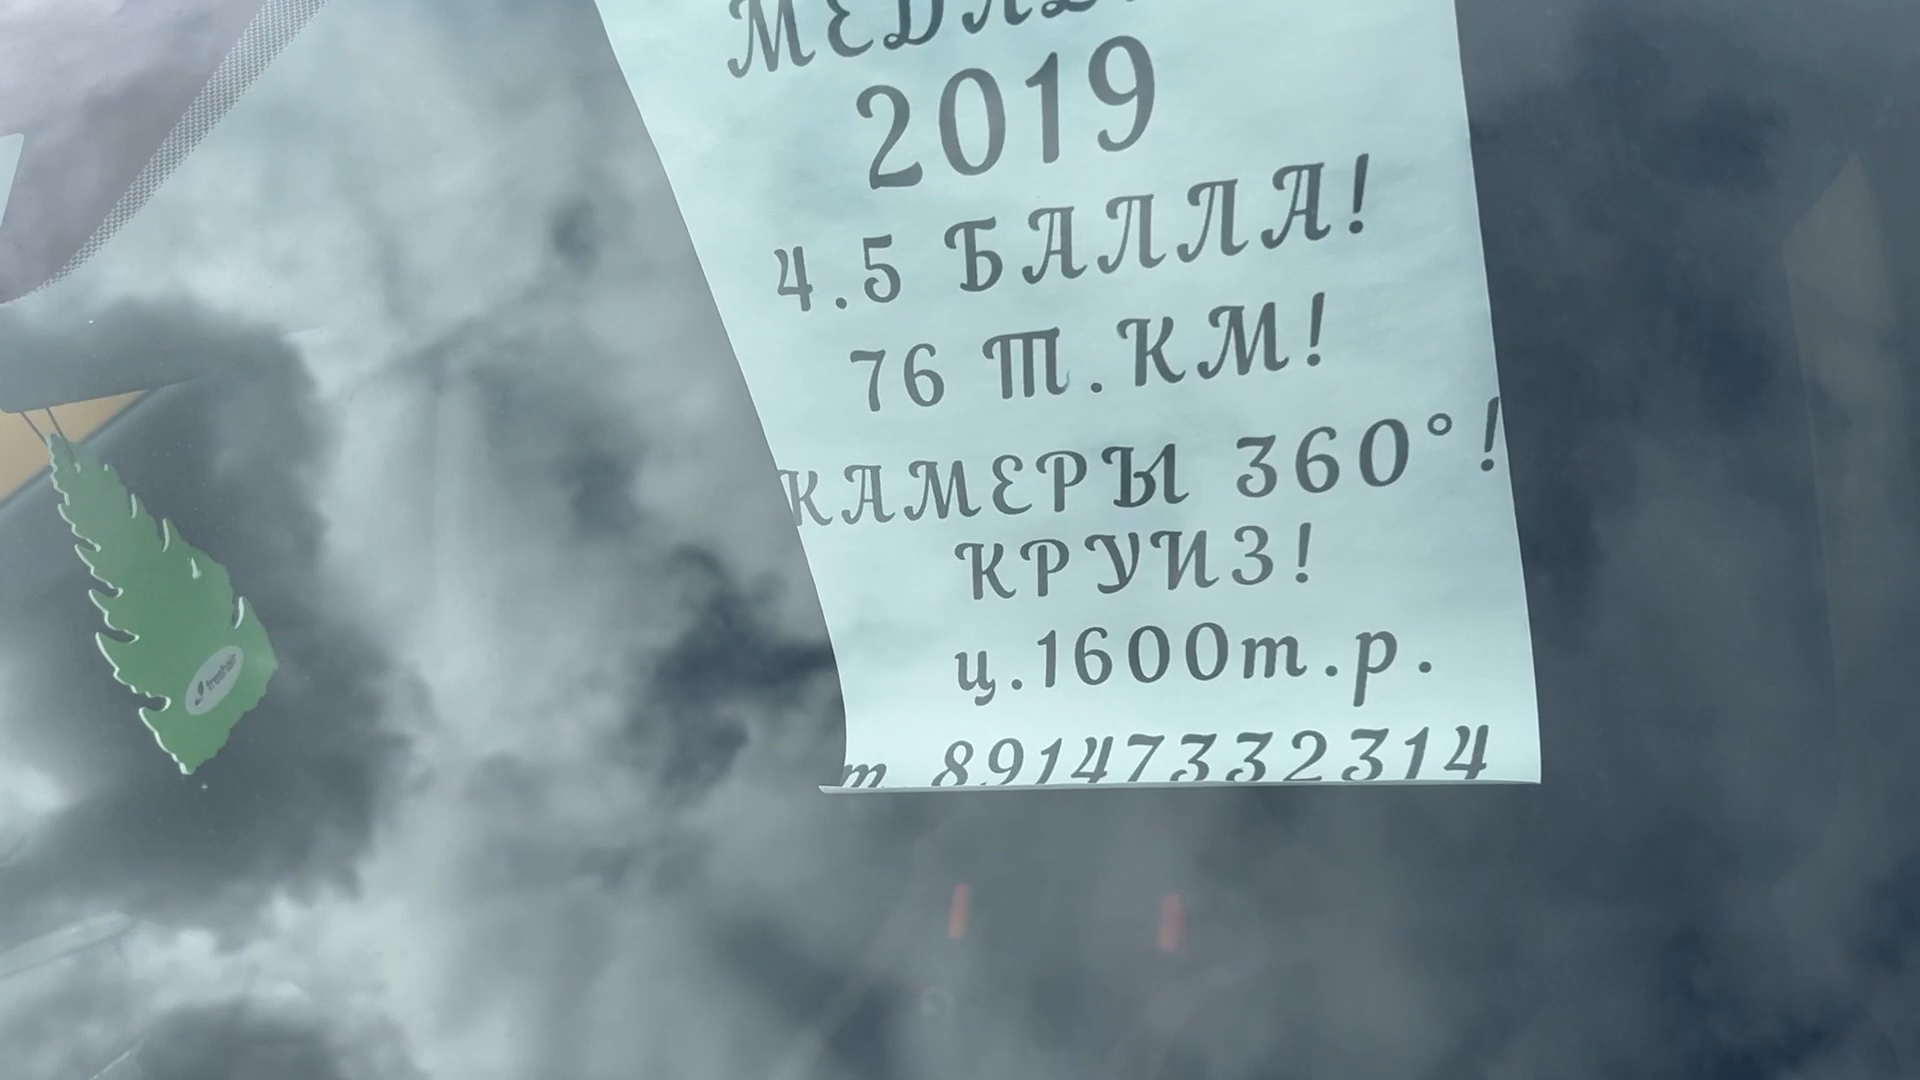 2019
4.5 БАЛЛА!
76 Т.КМ!
КАМЕРЫ 360°!
КРУИЗ!
ц.1600т.р.
т 89147332314